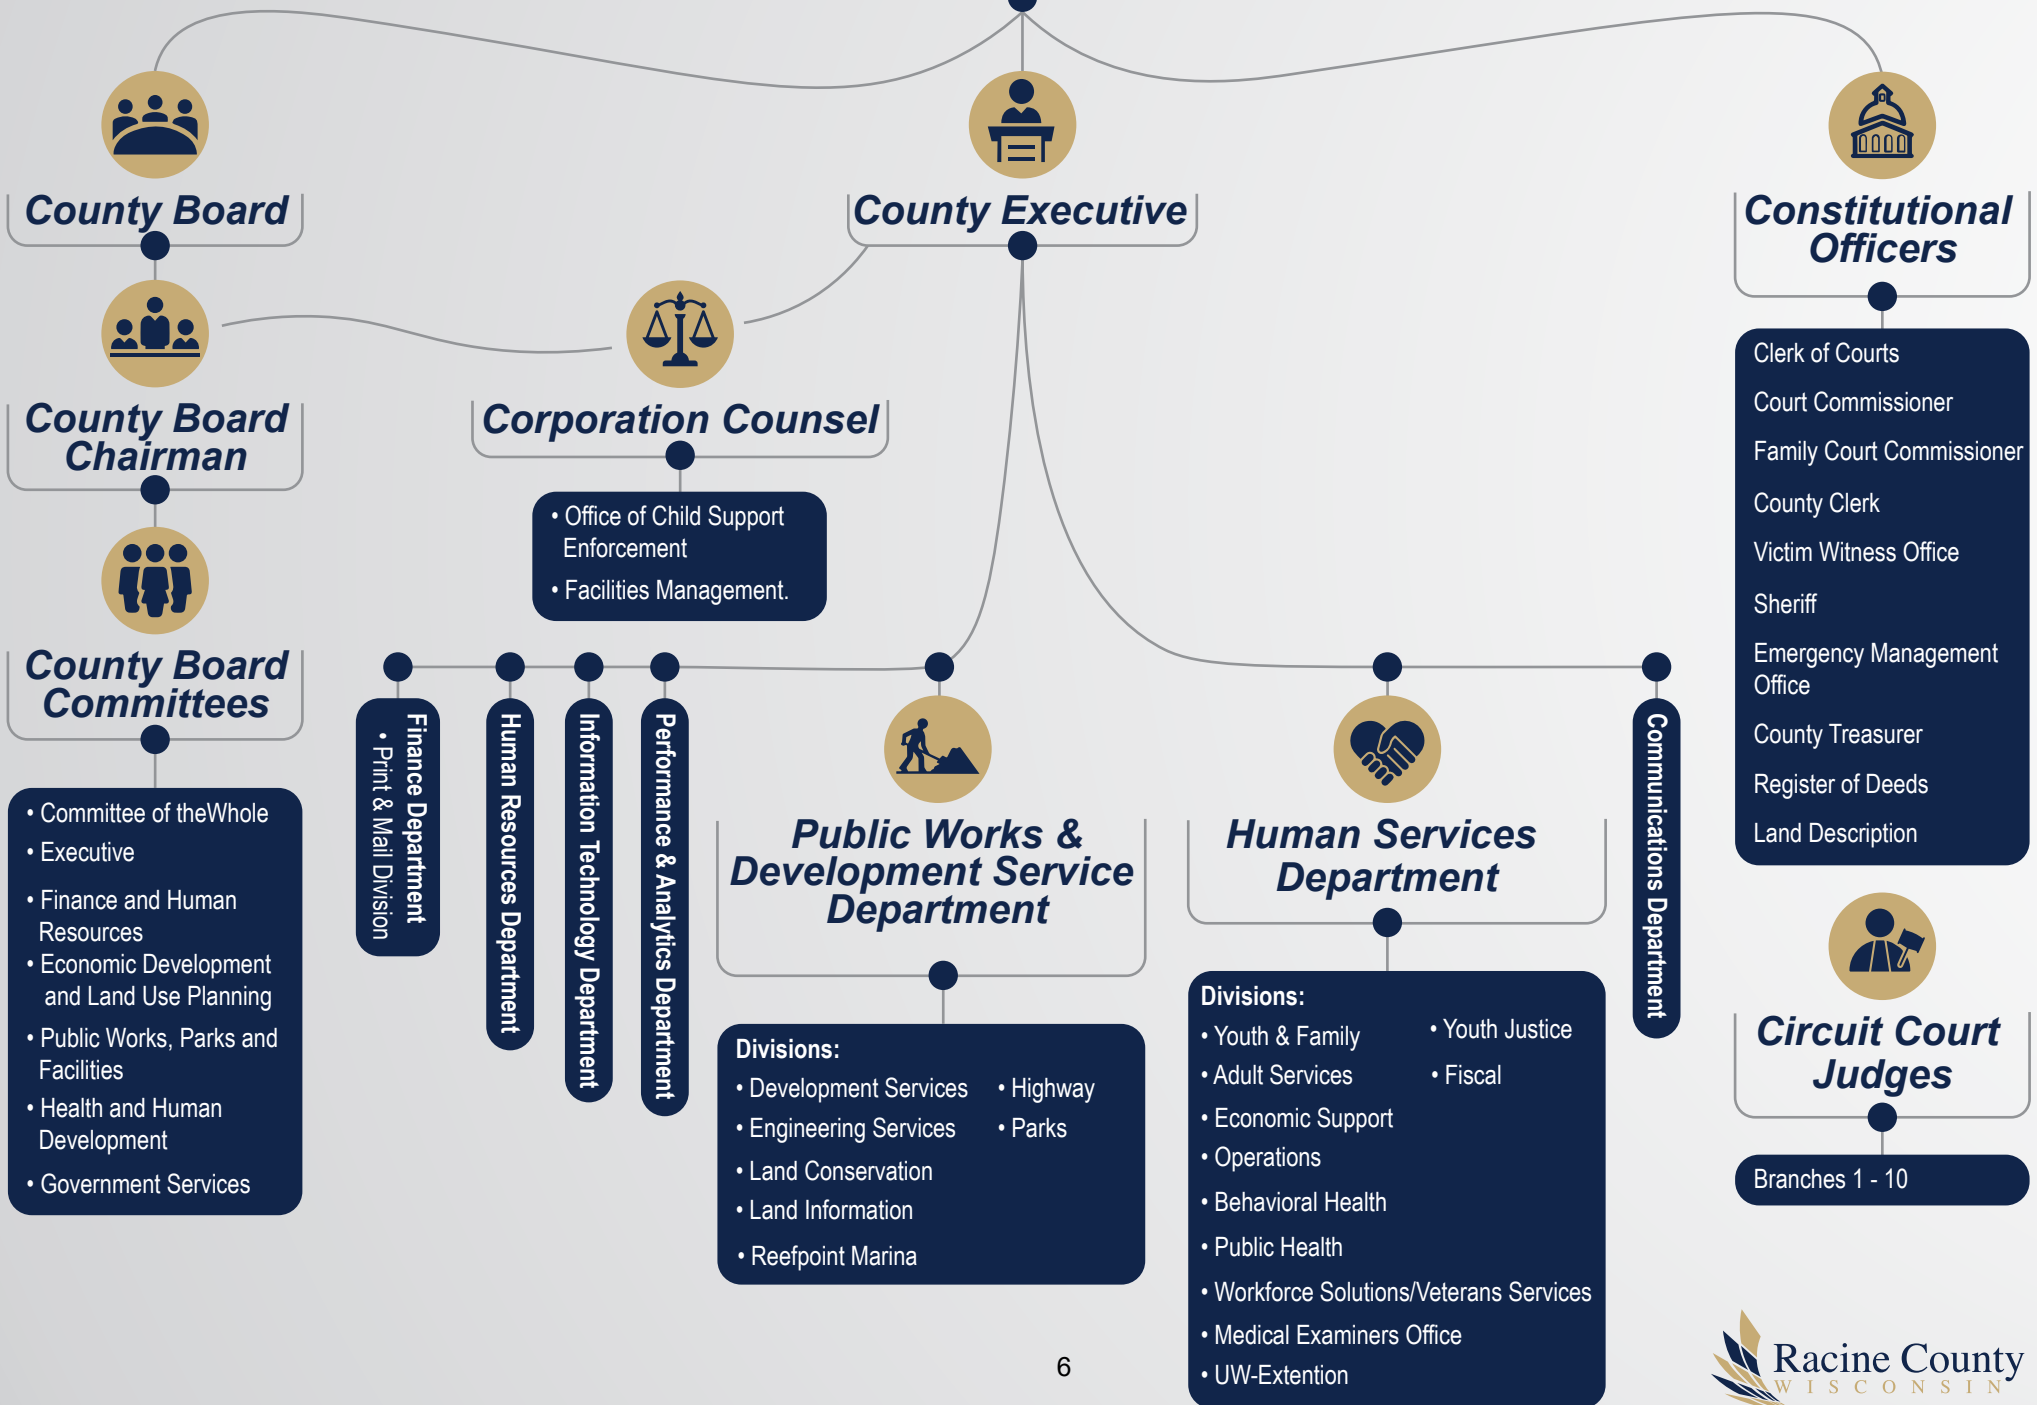 County Board
County Executive
Constitutional
Officers
County Board
Chairman
Corporation Counsel
• Office of Child Support
Enforcement
• Facilities Management.
County Board
Committees
• Committee of theWhole
• Executive
• Finance and Human
Resources
• Economic Development
and Land Use Planning
• Public Works, Parks and
Facilities
• Health and Human
Development
• Government Services
Finance Department
• Print & Mail Division
Human Resources Department
Information Technology Department
Performance & Analytics Department
Public Works &
Development Service
Department
Divisions:
• Development Services
• Engineering Services
• Land Conservation
• Land Information
• Reefpoint Marina
• Highway
• Parks
Human Services
Department
Divisions:
• Youth & Family
• Adult Services
• Economic Support
• Operations
• Behavioral Health
• Public Health
• Workforce Solutions/Veterans Services
• Medical Examiners Office
• UW-Extention
• Youth Justice
• Fiscal
Communications Department
Clerk of Courts
Court Commissioner
Family Court Commissioner
County Clerk
Victim Witness Office
Sheriff
Emergency Management
Office
County Treasurer
Register of Deeds
Land Description
Circuit Court
Judges
Branches 1 - 10
6
Racine County
WISCONSIN